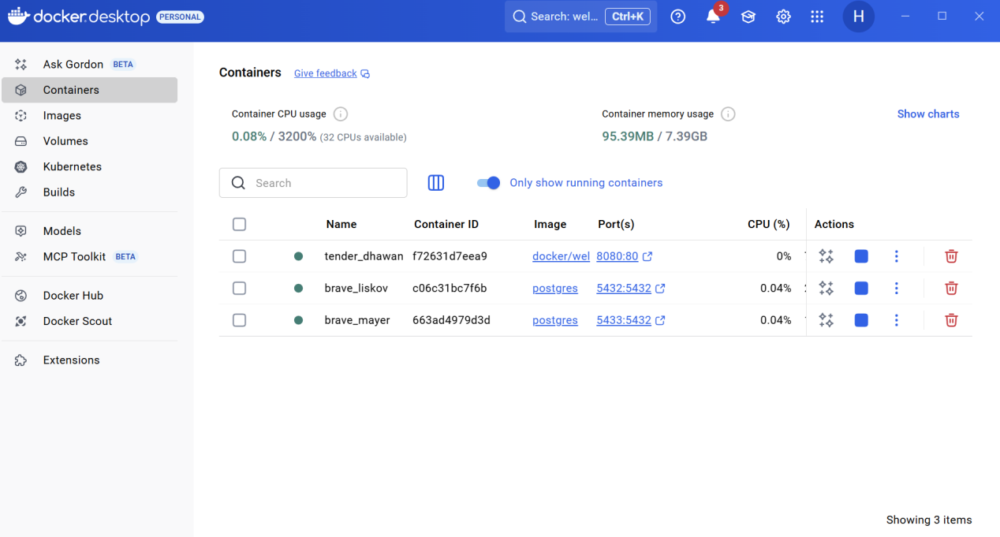 docker.desktop PERSONAL Search: wel... Ctrl+K 3 H
Ask Gordon BETA
Containers
Images
Volumes
Kubernetes
Builds
Models
MCP Toolkit BETA
Docker Hub
Docker Scout
Extensions
Containers Give feedback
Container CPU usage
0.08% / 3200% (32 CPUs available)
Container memory usage
95.39MB / 7.39GB
Show charts
Search
Only show running containers
Name Container ID Image Port(s) CPU (%) Actions
tender_dhawan f72631d7eea9 docker/wel 8080:80 0%
brave_liskov c06c31bc7f6b postgres 5432:5432 0.04%
brave_mayer 663ad4979d3d postgres 5433:5432 0.04%
Showing 3 items